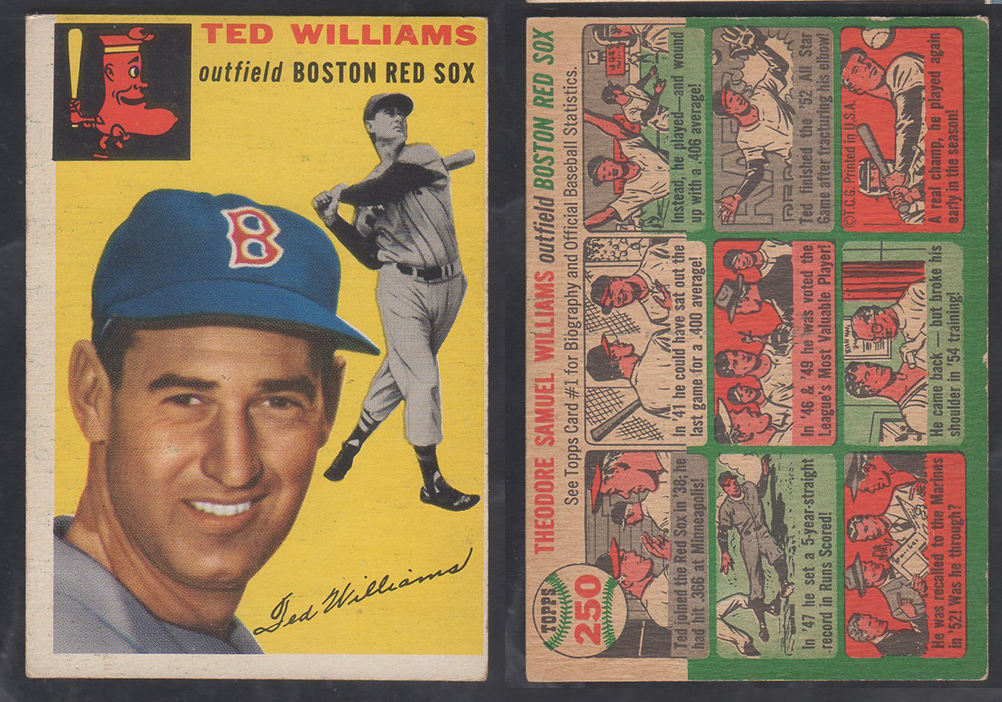 TED WILLIAMS
outfield BOSTON RED SOX
B
Ted Williams
TOPPS
250
THEODORE SAMUEL WILLIAMS outfield BOSTON RED SOX
See Topps Card #1 for Biography and Official Baseball Statistics.
Ted joined the Red Sox in '38; he
had hit .366 at Minneapolis!
In '41 he could have sat out the
last game for a 400 average!
Instead, he played—and wound
up with a .406 average!
In '47 he set a 5-year-straight
record in Runs Scored!
In '46 & '49 he was voted the
League's Most Valuable Player!
Ted finished the '52 All Star
Game after fracturing his elbow!
He was recalled to the Marines
in '52! Was he through?
He came back — but broke his
shoulder in '54 training!
©T.C.G. Printed in U.S.A.
A real champ, he played again
early in the season!